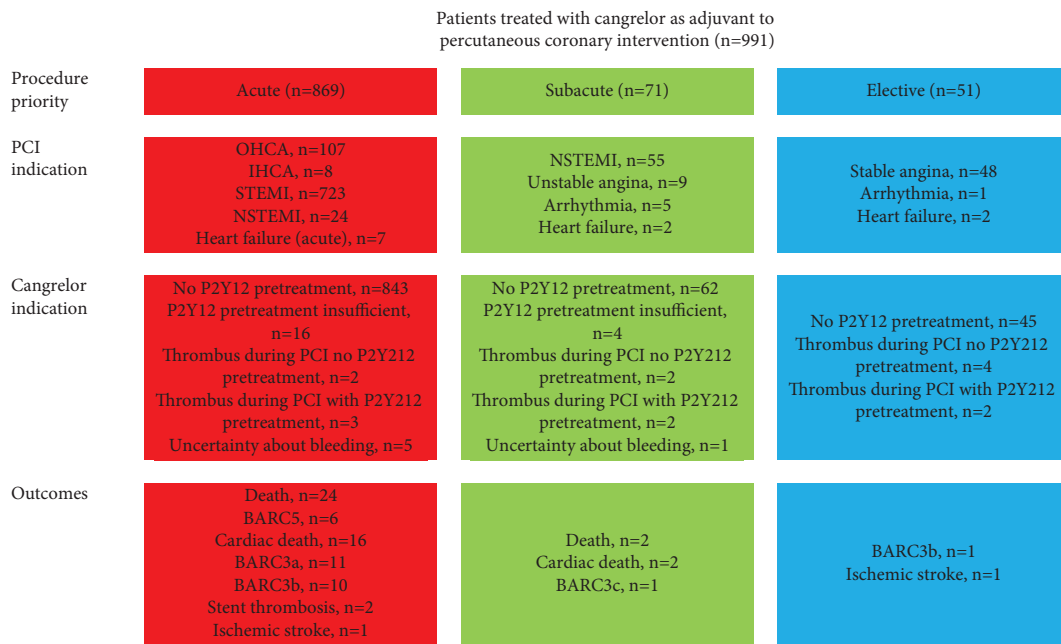 Patients treated with cangrelor as adjuvant to
percutaneous coronary intervention (n=991)
Procedure
priority
Acute (n=869)
Subacute (n=71)
Elective (n=51)
PCI
indication
OHCA, n=107
IHCA, n=8
STEMI, n=723
NSTEMI, n=24
Heart failure (acute), n=7
NSTEMI, n=55
Unstable angina, n=9
Arrhythmia, n=5
Heart failure, n=2
Stable angina, n=48
Arrhythmia, n=1
Heart failure, n=2
Cangrelor
indication
No P2Y12 pretreatment, n=843
P2Y12 pretreatment insufficient,
n=16
Thrombus during PCI no P2Y212
pretreatment, n=2
Thrombus during PCI with P2Y212
pretreatment, n=3
Uncertainty about bleeding, n=5
No P2Y12 pretreatment, n=62
P2Y12 pretreatment insufficient,
n=4
Thrombus during PCI no P2Y212
pretreatment, n=2
Thrombus during PCI with P2Y212
pretreatment, n=2
Uncertainty about bleeding, n=1
No P2Y12 pretreatment, n=45
Thrombus during PCI no P2Y212
pretreatment, n=4
Thrombus during PCI with P2Y212
pretreatment, n=2
Outcomes
Death, n=24
BARC5, n=6
Cardiac death, n=16
BARC3a, n=11
BARC3b, n=10
Stent thrombosis, n=2
Ischemic stroke, n=1
Death, n=2
Cardiac death, n=2
BARC3c, n=1
BARC3b, n=1
Ischemic stroke, n=1